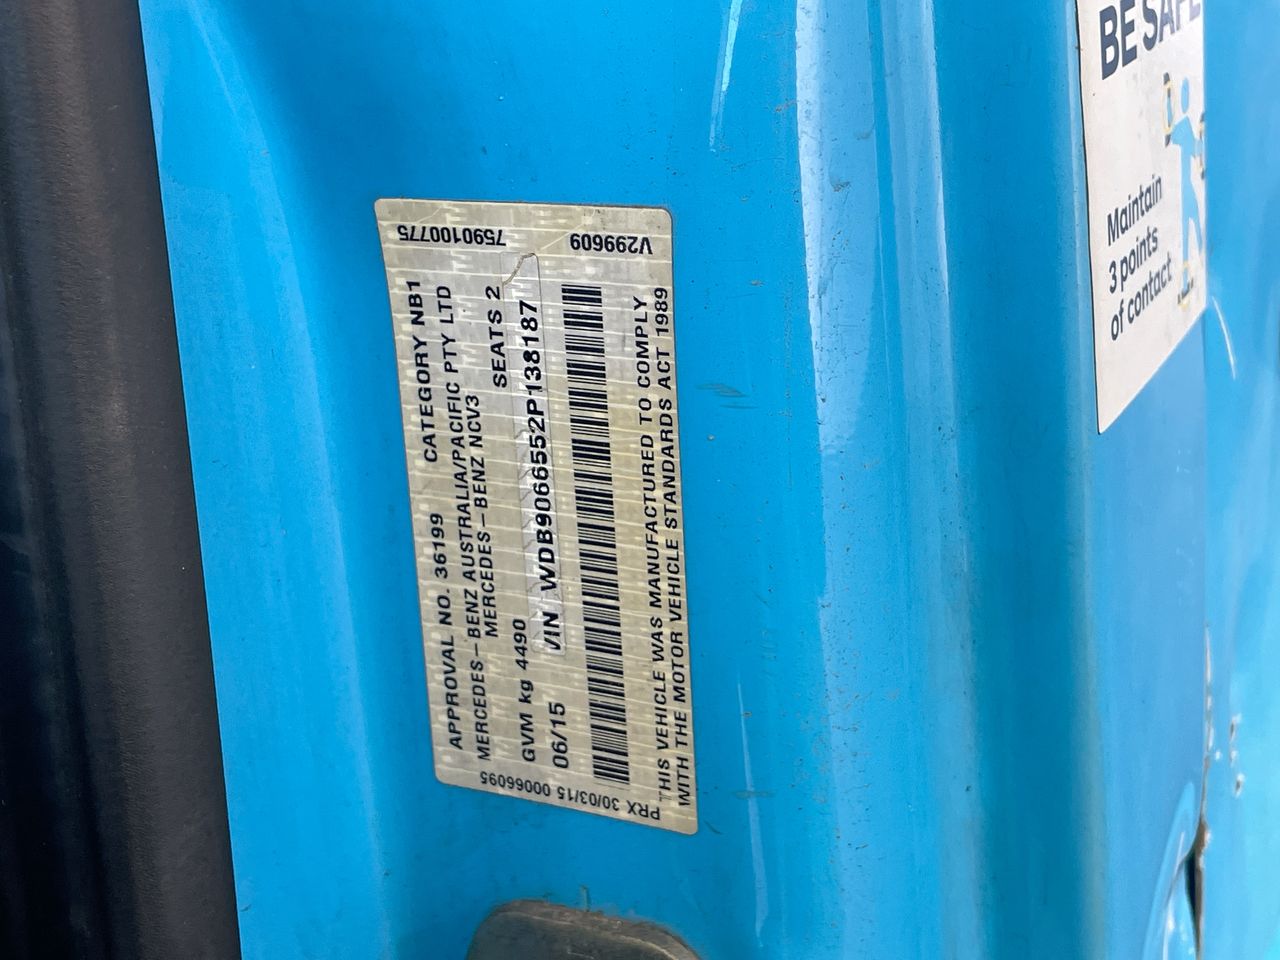 APPROVAL NO. 36199 CATEGORY NB1
MERCEDES-BENZ AUSTRALIA/PACIFIC PTY LTD
MERCEDES-BENZ NCV3
GVM kg 4490 SEATS 2
VIN WDB9066552P138187
06/15
THIS VEHICLE WAS MANUFACTURED TO COMPLY
WITH THE MOTOR VEHICLE STANDARDS ACT 1989
PRX 30/03/15 00066095
7590100775
V299609
BE SAFE
Maintain
3 points
of contact